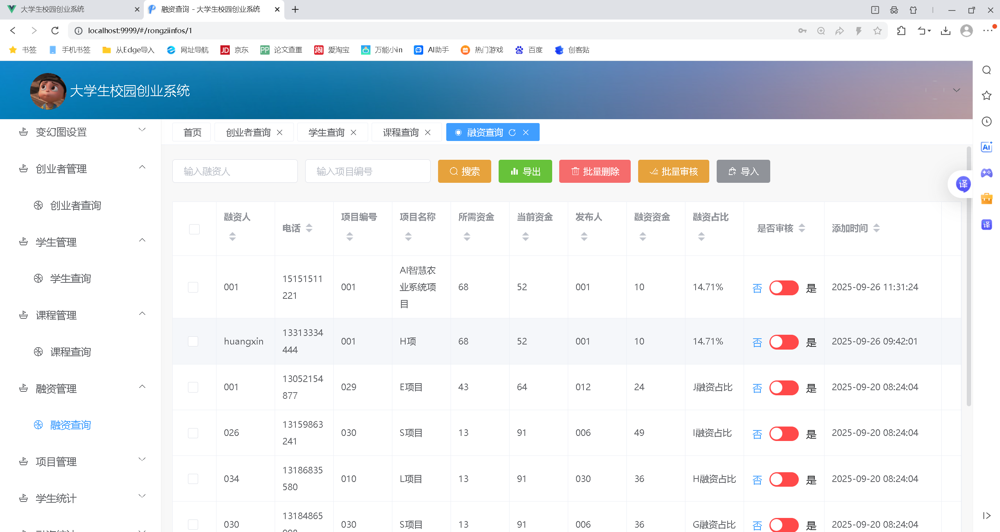 大学生校园创业系统
融资查询 - 大学生校园创业系统
2
localhost:9999/#/rongziinfos/1
书签 手机书签 从Edge导入 网址导航 JD 京东 PP 论文查重 淘 爱淘宝 万能小in AI助手 热门游戏 百度 创客贴
大学生校园创业系统
变幻图设置
创业者管理
创业者查询
学生管理
学生查询
课程管理
课程查询
融资管理
融资查询
项目管理
学生统计
首页 创业者查询 学生查询 课程查询 融资查询
输入融资人 输入项目编号 搜索 导出 批量删除 批量审核 导入
融资人 电话 项目编号 项目名称 所需资金 当前资金 发布人 融资资金 融资占比 是否审核 添加时间
001 15151511221 001 AI智慧农业系统项目 68 52 001 10 14.71% 否 是 2025-09-26 11:31:24
huangxin 13313334444 001 H项 68 52 001 10 14.71% 否 是 2025-09-26 09:42:01
001 13052154877 029 E项目 43 64 012 24 J融资占比 否 是 2025-09-20 08:24:04
026 13159863241 030 S项目 13 91 006 49 I融资占比 否 是 2025-09-20 08:24:04
034 13186835580 010 L项目 13 91 030 36 H融资占比 否 是 2025-09-20 08:24:04
030 13184865 030 S项目 13 91 006 36 G融资占比 否 是 2025-09-20 08:24:04
AI
译
译